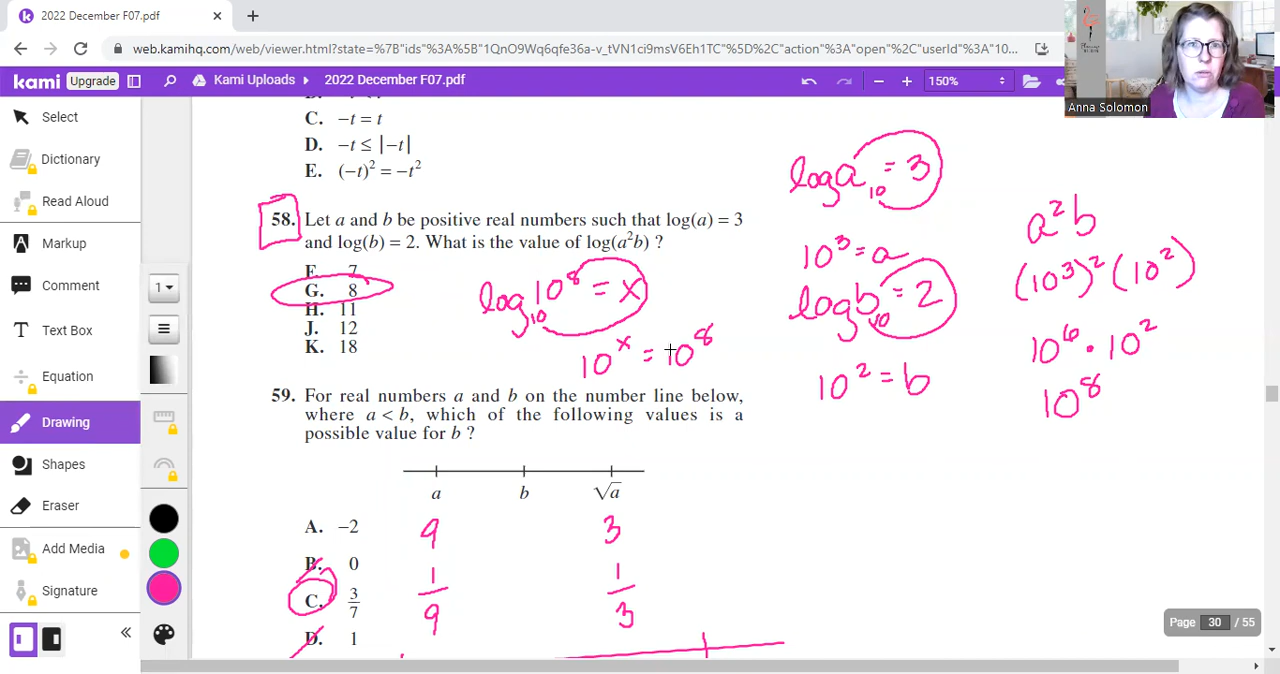 2022 December F07.pdf
web.kamihq.com/web/viewer.html?state=%7B"ids"%3A%5B"1QnO9Wq6qfe36a-v_tVN1ci9msV6Eh1TC"%5D%2C"action"%3A"open"%2C"userId"%3A"10...
kami Upgrade Kami Uploads 2022 December F07.pdf 150%
Anna Solomon
Select
Dictionary
Read Aloud
Markup
Comment
Text Box
Equation
Drawing
Shapes
Eraser
Add Media
Signature
1
C. −t = t
D. −t ≤ |−t|
E. (−t)² = −t²
58. Let a and b be positive real numbers such that log(a) = 3
and log(b) = 2. What is the value of log(a²b) ?
F. 7
G. 8
H. 11
J. 12
K. 18
log₁₀ 10⁸ = x
10ˣ = 10⁸
log₁₀ a = 3
10³ = a
log₁₀ b = 2
10² = b
a²b
(10³)² (10²)
10⁶ · 10²
10⁸
59. For real numbers a and b on the number line below,
where a < b, which of the following values is a
possible value for b ?
a b √a
A. −2
B. 0
C. 3/7
D. 1
9 3
1/9 1/3
Page 30 / 55